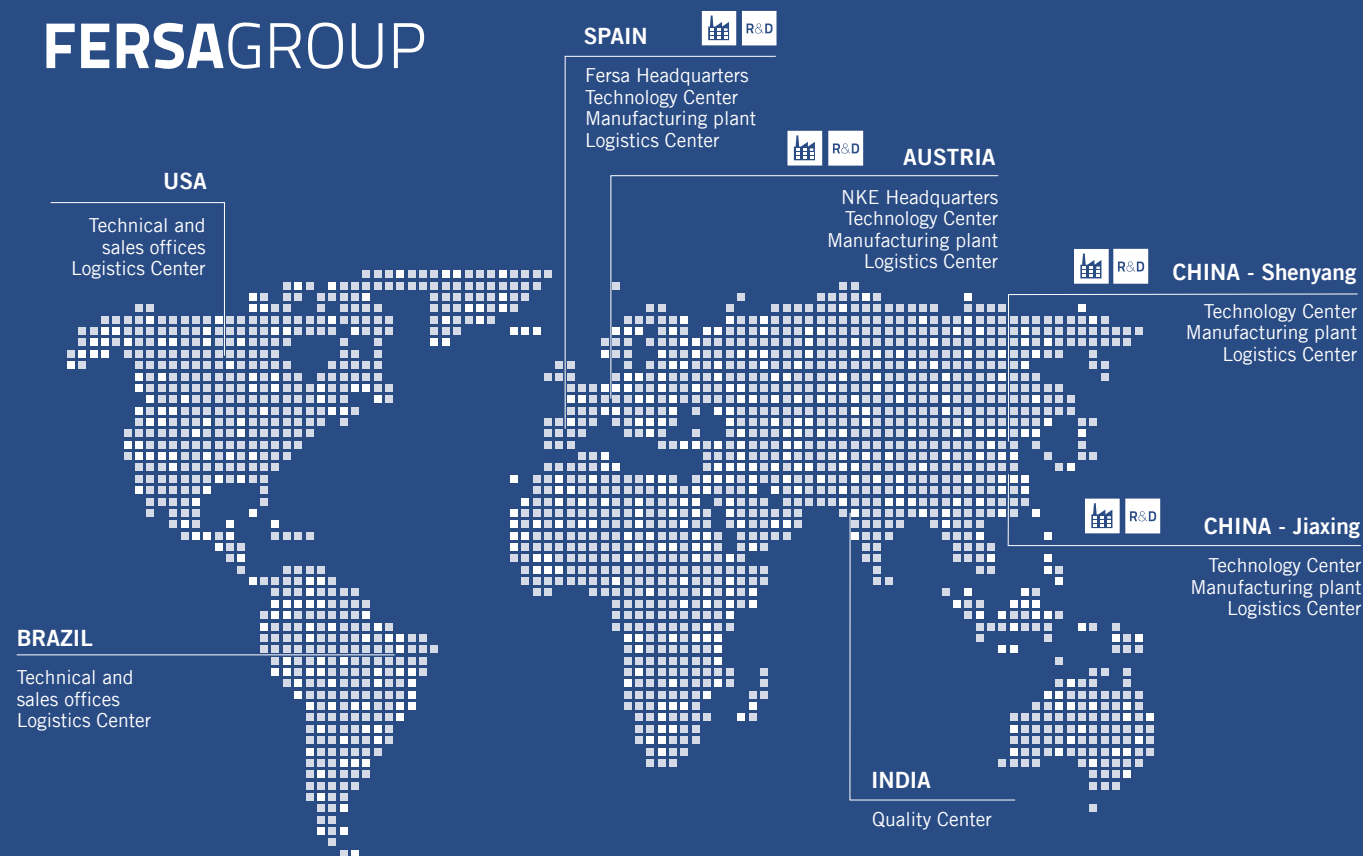 FERSAGROUP
SPAIN
R&D
Fersa Headquarters
Technology Center
Manufacturing plant
Logistics Center
R&D
AUSTRIA
NKE Headquarters
Technology Center
Manufacturing plant
Logistics Center
USA
Technical and
sales offices
Logistics Center
R&D
CHINA - Shenyang
Technology Center
Manufacturing plant
Logistics Center
R&D
CHINA - Jiaxing
Technology Center
Manufacturing plant
Logistics Center
BRAZIL
Technical and
sales offices
Logistics Center
INDIA
Quality Center